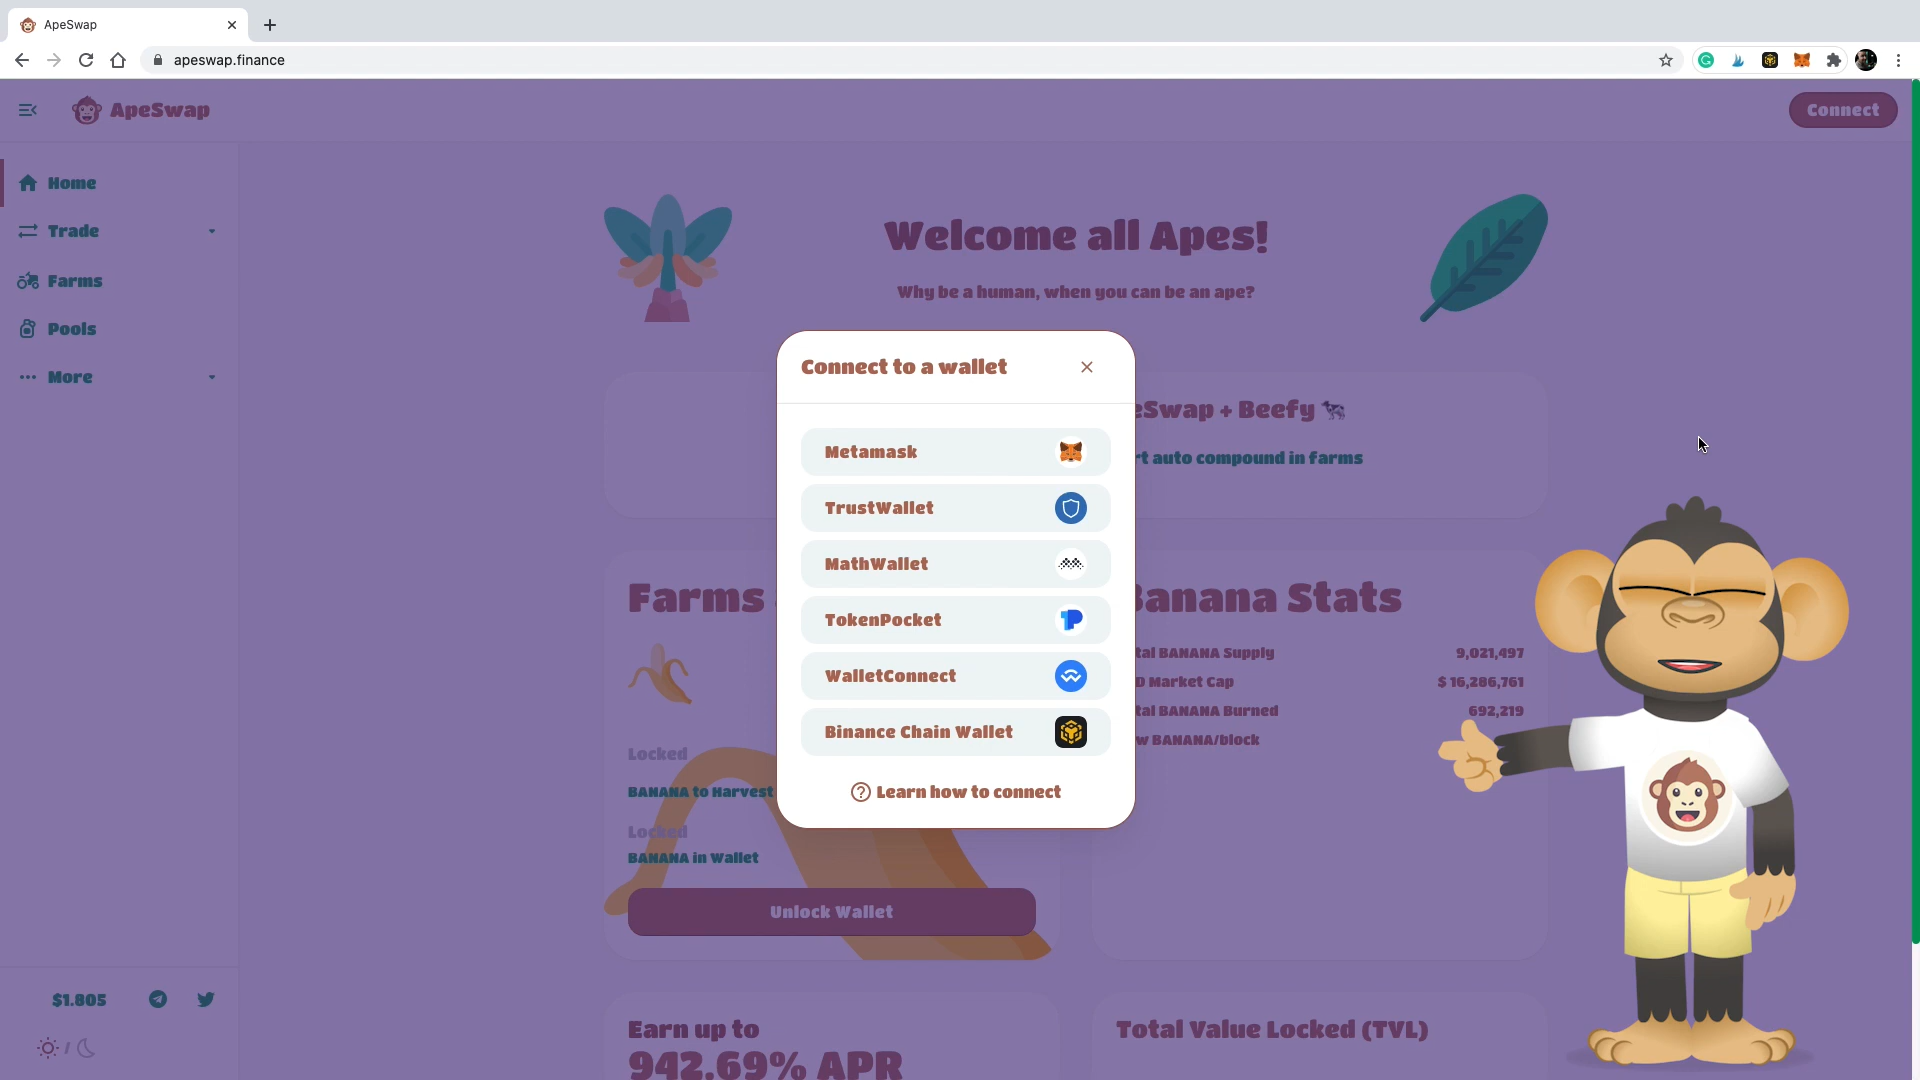 ApeSwap
apeswap.finance
ApeSwap
Connect
Home
Trade
Farms
Pools
More
$1.805
/
Welcome all Apes!
Why be a human, when you can be an ape?
Connect to a wallet
Metamask
TrustWallet
MathWallet
TokenPocket
WalletConnect
Binance Chain Wallet
Learn how to connect
eSwap + Beefy
rt auto compound in farms
Farms
Locked
BANANA to Harvest
Locked
BANANA in Wallet
Unlock Wallet
Banana Stats
tal BANANA Supply 9,021,497
D Market Cap $ 16,286,761
tal BANANA Burned 692,219
w BANANA/block
Earn up to
942.69% APR
Total Value Locked (TVL)